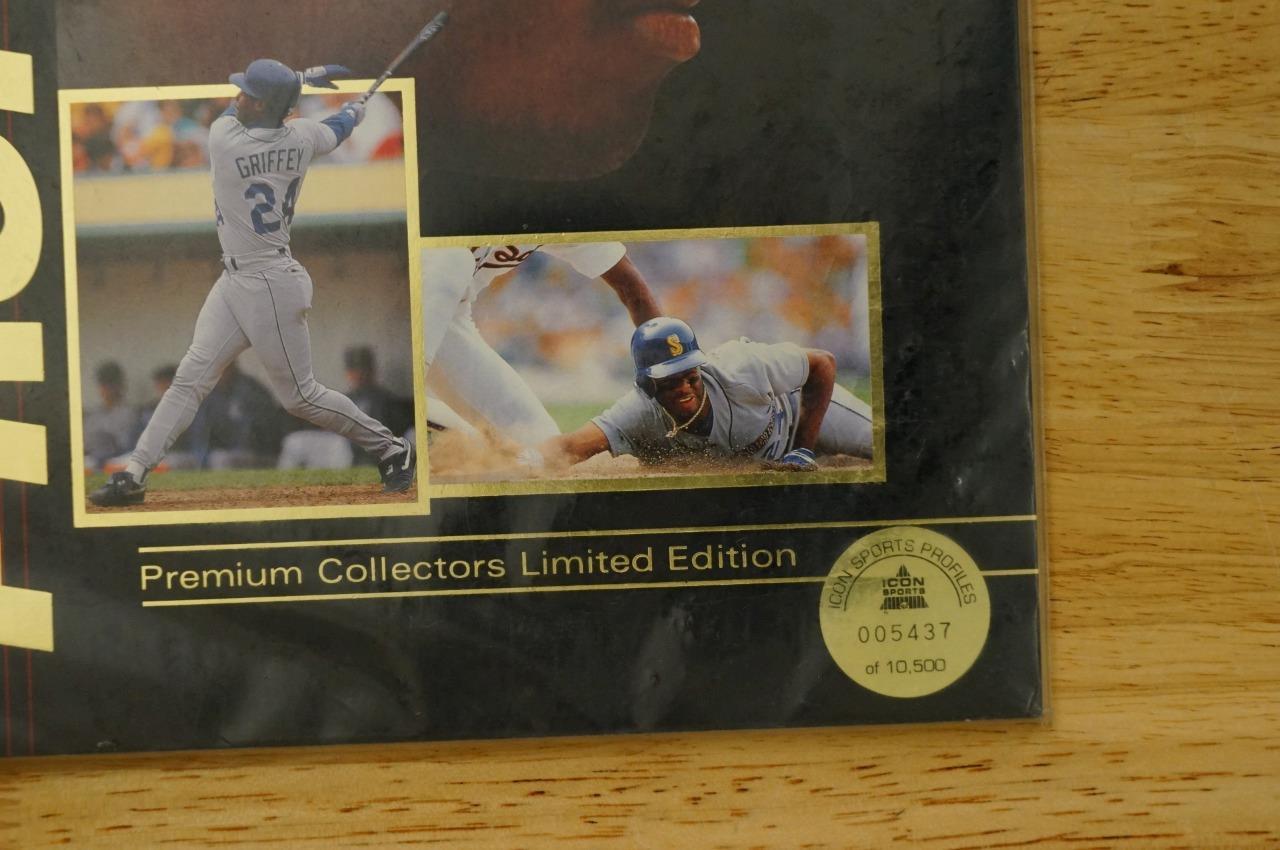 GRIFFEY
24
S
Premium Collectors Limited Edition
ICON SPORTS PROFILES
ICON
SPORTS
005437
of 10,500